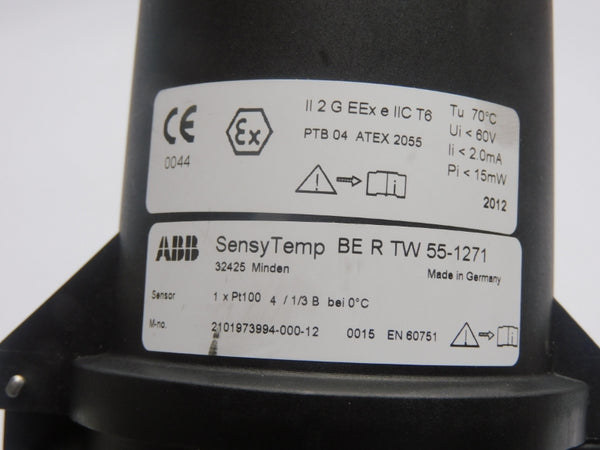 CE
0044
Ex
II 2 G EEx e IIC T6
PTB 04 ATEX 2055
i
Tu 70°C
Ui < 60V
Ii < 2.0mA
Pi < 15mW
2012
ABB SensyTemp BE R TW 55-1271
32425 Minden Made in Germany
Sensor 1 x Pt100 4 / 1/3 B bei 0°C
M-no. 2101973994-000-12 0015 EN 60751 i